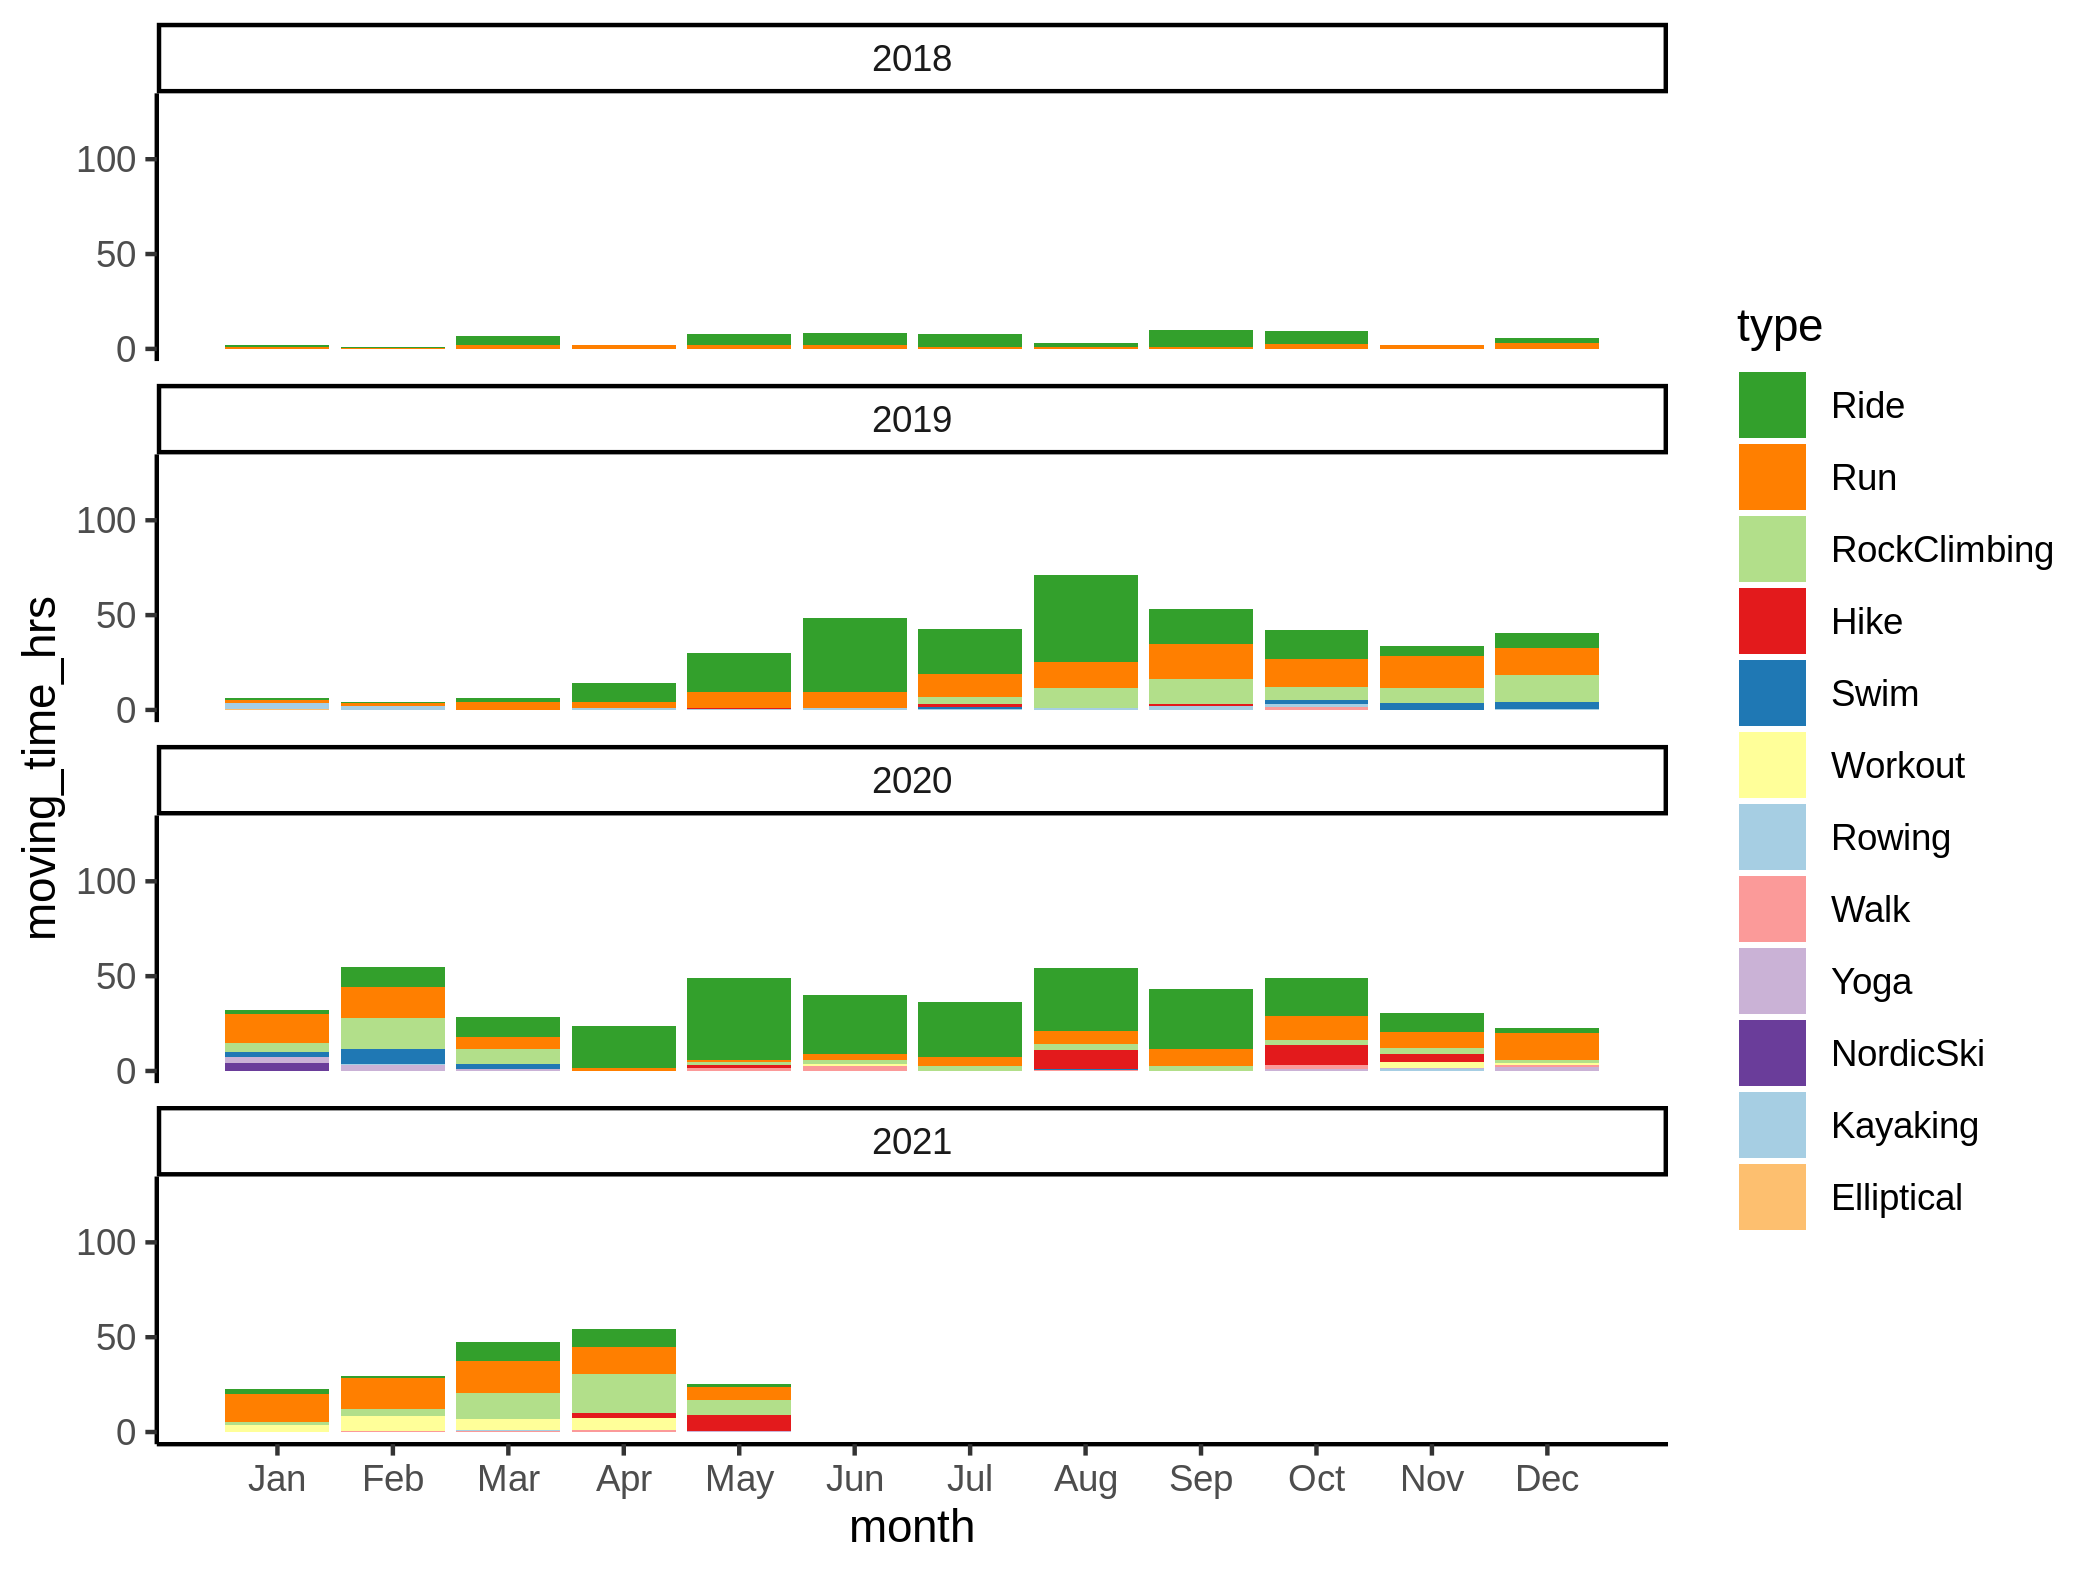 2018
100
50
0
2019
100
50
0
2020
100
50
0
2021
100
50
0
Jan Feb Mar Apr May Jun Jul Aug Sep Oct Nov Dec
month
moving_time_hrs
type
Ride
Run
RockClimbing
Hike
Swim
Workout
Rowing
Walk
Yoga
NordicSki
Kayaking
Elliptical